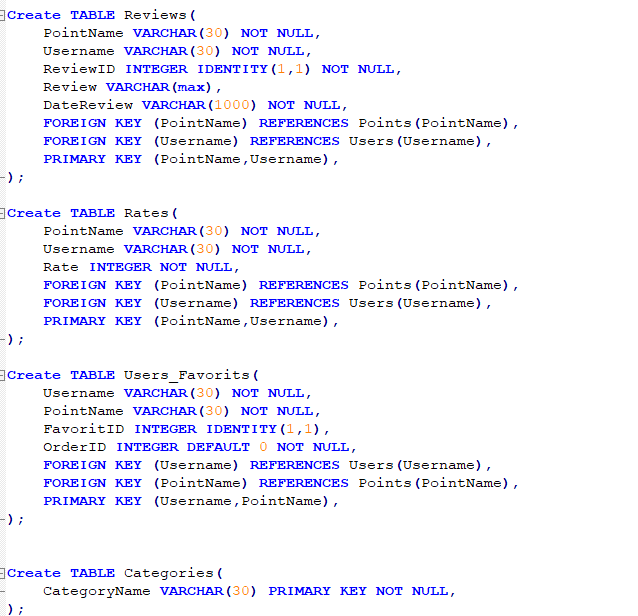 Create TABLE Reviews(
PointName VARCHAR(30) NOT NULL,
Username VARCHAR(30) NOT NULL,
ReviewID INTEGER IDENTITY(1,1) NOT NULL,
Review VARCHAR(max),
DateReview VARCHAR(1000) NOT NULL,
FOREIGN KEY (PointName) REFERENCES Points(PointName),
FOREIGN KEY (Username) REFERENCES Users(Username),
PRIMARY KEY (PointName,Username),
);
Create TABLE Rates(
PointName VARCHAR(30) NOT NULL,
Username VARCHAR(30) NOT NULL,
Rate INTEGER NOT NULL,
FOREIGN KEY (PointName) REFERENCES Points(PointName),
FOREIGN KEY (Username) REFERENCES Users(Username),
PRIMARY KEY (PointName,Username),
);
Create TABLE Users_Favorits(
Username VARCHAR(30) NOT NULL,
PointName VARCHAR(30) NOT NULL,
FavoritID INTEGER IDENTITY(1,1),
OrderID INTEGER DEFAULT 0 NOT NULL,
FOREIGN KEY (Username) REFERENCES Users(Username),
FOREIGN KEY (PointName) REFERENCES Points(PointName),
PRIMARY KEY (Username,PointName),
);
Create TABLE Categories(
CategoryName VARCHAR(30) PRIMARY KEY NOT NULL,
);